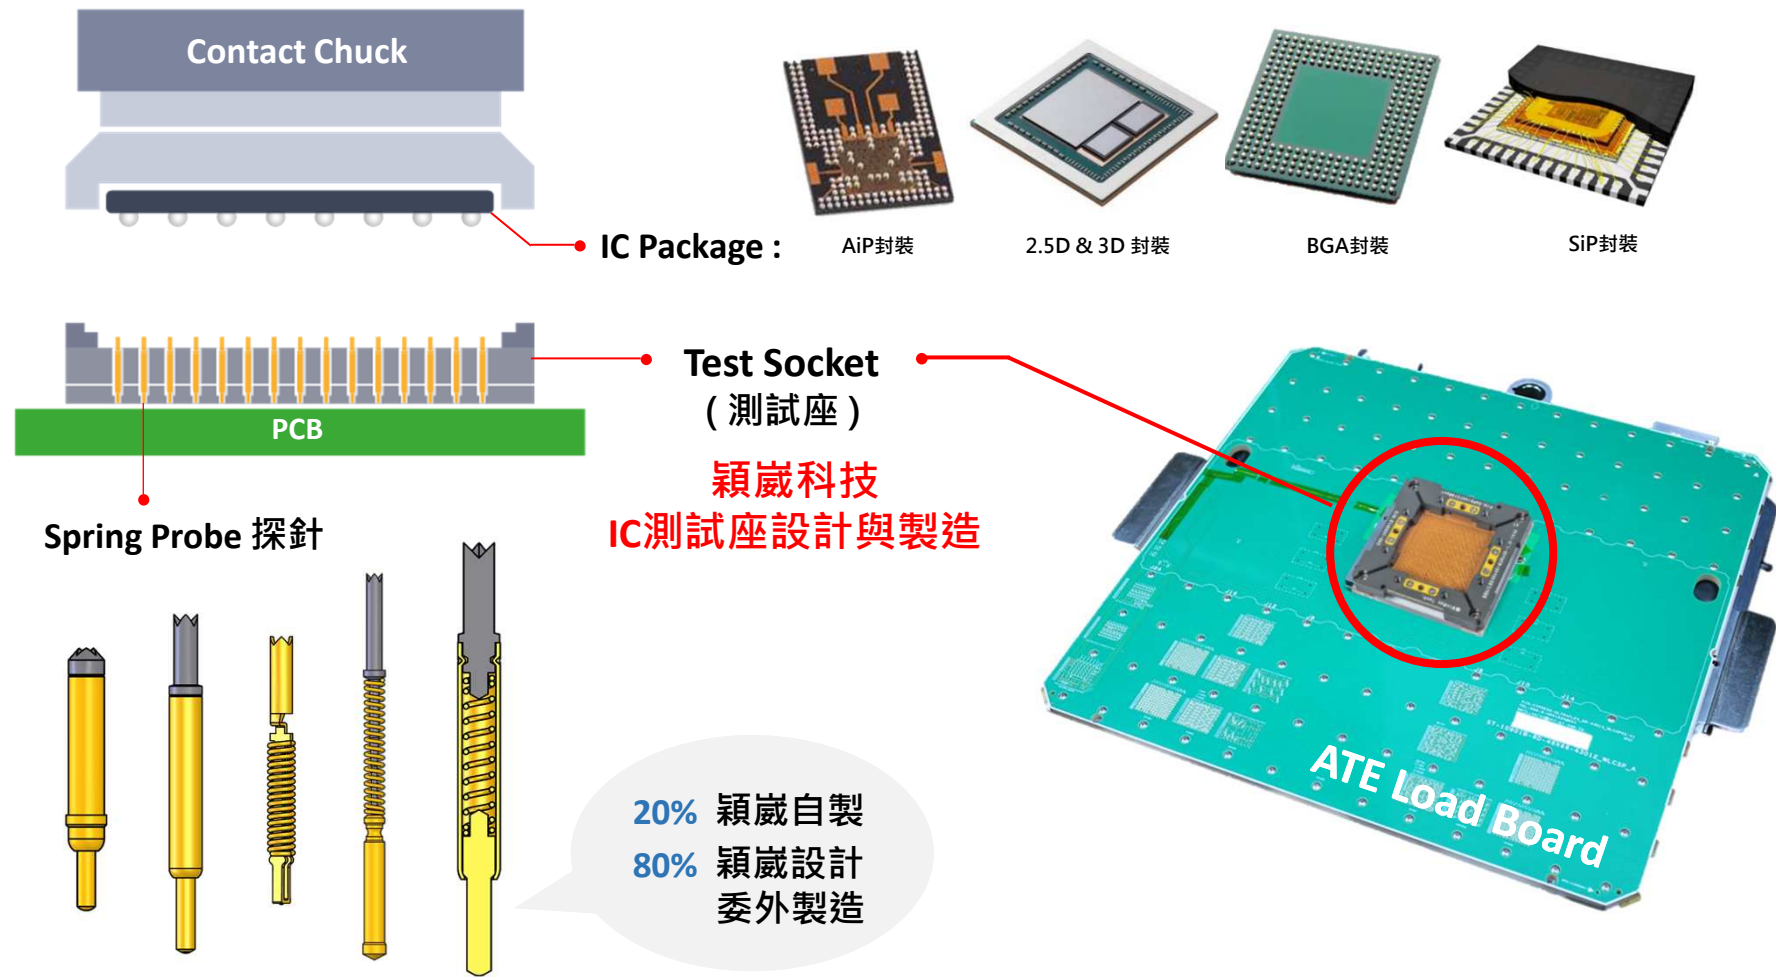 Contact Chuck
IC Package :
AiP封裝
2.5D & 3D 封裝
BGA封裝
SiP封裝
Test Socket
( 測試座 )
PCB
穎崴科技
IC測試座設計與製造
Spring Probe 探針
20% 穎崴自製
80% 穎崴設計
委外製造
ATE Load Board